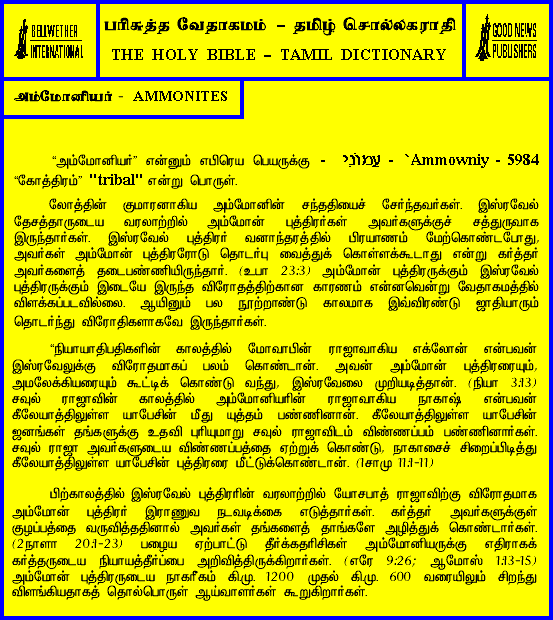 BELLWETHER
INTERNATIONAL
பரிசுத்த வேதாகமம் – தமிழ் சொல்லகராதி
THE HOLY BIBLE – TAMIL DICTIONARY
GOOD NEWS
PUBLISHERS
அம்மோனியர் - AMMONITES
“அம்மோனியர்” என்னும் எபிரெய பெயருக்கு - עַמּוֹנִי - `Ammowniy - 5984
“கோத்திரம்” "tribal" என்று பொருள்.
லோத்தின் குமாரனாகிய அம்மோனின் சந்ததியைச் சேர்ந்தவர்கள். இஸ்ரவேல்
தேசத்தாருடைய வரலாற்றில் அம்மோன் புத்திரர்கள் அவர்களுக்குச் சத்துருவாக
இருந்தார்கள். இஸ்ரவேல் புத்திரர் வனாந்தரத்தில் பிரயாணம் மேற்கொண்டபோது,
அவர்கள் அம்மோன் புத்திரரோடு தொடர்பு வைத்துக் கொள்ளக்கூடாது என்று கர்த்தர்
அவர்களைத் தடைபண்ணியிருந்தார். (உபா 23:3) அம்மோன் புத்திரருக்கும் இஸ்ரவேல்
புத்திரருக்கும் இடையே இருந்த விரோதத்திற்கான காரணம் என்னவென்று வேதாகமத்தில்
விளக்கப்படவில்லை. ஆயினும் பல நூற்றாண்டு காலமாக இவ்விரண்டு ஜாதியாரும்
தொடர்ந்து விரோதிகளாகவே இருந்தார்கள்.
“நியாயாதிபதிகளின் காலத்தில் மோவாபின் ராஜாவாகிய எக்லோன் என்பவன்
இஸ்ரவேலுக்கு விரோதமாகப் பலம் கொண்டான். அவன் அம்மோன் புத்திரரையும்,
அமலேக்கியரையும் கூட்டிக் கொண்டு வந்து, இஸ்ரவேலை முறியடித்தான். (நியா 3:13)
சவுல் ராஜாவின் காலத்தில் அம்மோனியரின் ராஜாவாகிய நாகாஷ் என்பவன்
கீலேயாத்திலுள்ள யாபேசின் மீது யுத்தம் பண்ணினான். கீலேயாத்திலுள்ள யாபேசின்
ஜனங்கள் தங்களுக்கு உதவி புரியுமாறு சவுல் ராஜாவிடம் விண்ணப்பம் பண்ணினார்கள்.
சவுல் ராஜா அவர்களுடைய விண்ணப்பத்தை ஏற்றுக் கொண்டு, நாகாசைச் சிறைப்பிடித்து
கீலேயாத்திலுள்ள யாபேசின் புத்திரரை மீட்டுக்கொண்டான். (1சாமு 11:1-11)
பிற்காலத்தில் இஸ்ரவேல் புத்திரரின் வரலாற்றில் யோசபாத் ராஜாவிற்கு விரோதமாக
அம்மோன் புத்திரர் இராணுவ நடவடிக்கை எடுத்தார்கள். கர்த்தர் அவர்களுக்குள்
குழப்பத்தை வருவித்ததினால் அவர்கள் தங்களைத் தாங்களே அழித்துக் கொண்டார்கள்.
(2நாளா 20:1-23) பழைய ஏற்பாட்டு தீர்க்கதரிசிகள் அம்மோனியருக்கு எதிராகக்
கர்த்தருடைய நியாயத்தீர்ப்பை அறிவித்திருக்கிறார்கள். (எரே 9:26; ஆமோஸ் 1:13-15)
அம்மோன் புத்திரருடைய நாகரீகம் கி.மு. 1200 முதல் கி.மு. 600 வரையிலும் சிறந்து
விளங்கியதாகத் தொல்பொருள் ஆய்வாளர்கள் கூறுகிறார்கள்.